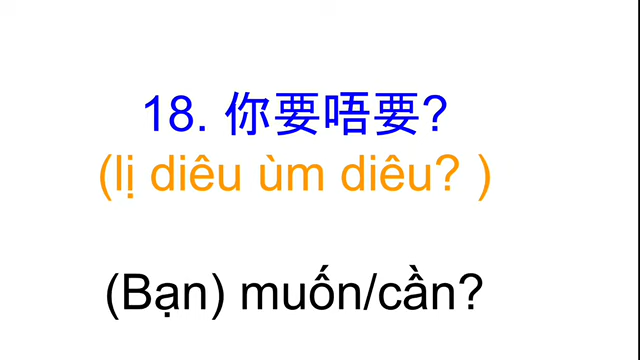 18. 你要唔要?
(lị diêu ùm diêu? )
(Bạn) muốn/cần?